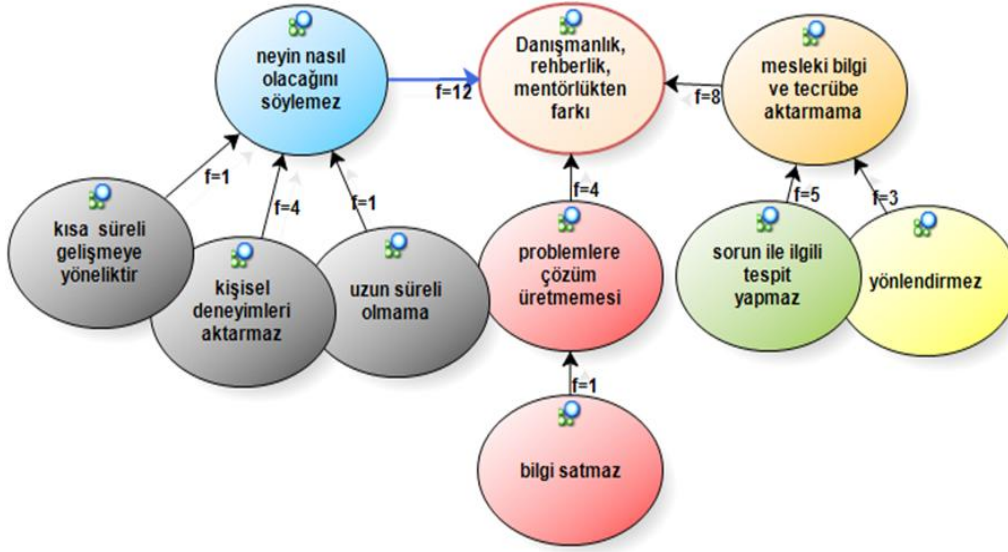 neyin nasıl
olacağını
söylemez
f=12
Danışmanlık,
rehberlik,
mentörlükten
farkı
f=8
mesleki bilgi
ve tecrübe
aktarmama
f=1
f=4
f=1
f=4
f=5
f=3
kısa süreli
gelişmeye
yöneliktir
kişisel
deneyimleri
aktarmaz
uzun süreli
olmama
problemlere
çözüm
üretmemesi
sorun ile ilgili
tespit
yapmaz
yönlendirmez
f=1
bilgi satmaz